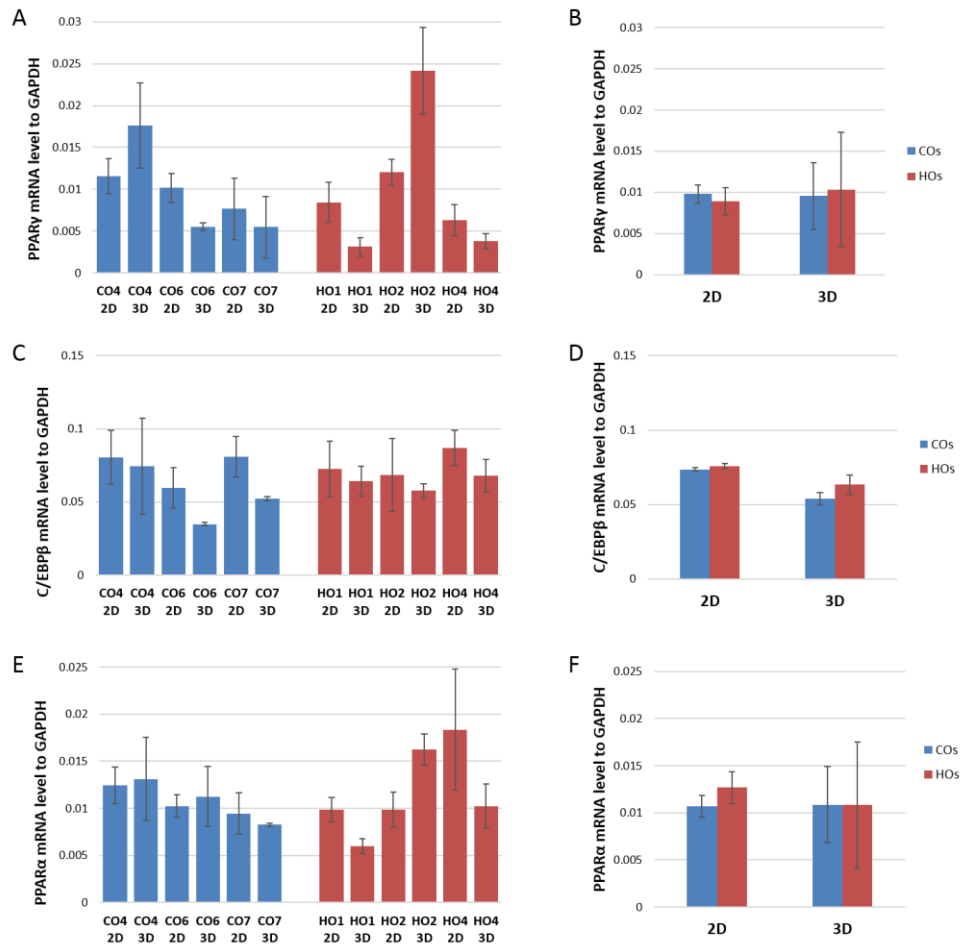 A
PPARγ mRNA level to GAPDH
0.03
0.025
0.02
0.015
0.01
0.005
0
CO4 CO4 CO6 CO6 CO7 CO7 HO1 HO1 HO2 HO2 HO4 HO4
2D 3D 2D 3D 2D 3D 2D 3D 2D 3D 2D 3D
B
PPARγ mRNA level to GAPDH
0.03
0.025
0.02
0.015
0.01
0.005
0
2D 3D
COs
HOs
C
C/EBPβ mRNA level to GAPDH
0.15
0.1
0.05
0
CO4 CO4 CO6 CO6 CO7 CO7 HO1 HO1 HO2 HO2 HO4 HO4
2D 3D 2D 3D 2D 3D 2D 3D 2D 3D 2D 3D
D
C/EBPβ mRNA level to GAPDH
0.15
0.1
0.05
0
2D 3D
COs
HOs
E
PPARα mRNA level to GAPDH
0.025
0.02
0.015
0.01
0.005
0
CO4 CO4 CO6 CO6 CO7 CO7 HO1 HO1 HO2 HO2 HO4 HO4
2D 3D 2D 3D 2D 3D 2D 3D 2D 3D 2D 3D
F
PPARα mRNA level to GAPDH
0.025
0.02
0.015
0.01
0.005
0
2D 3D
COs
HOs